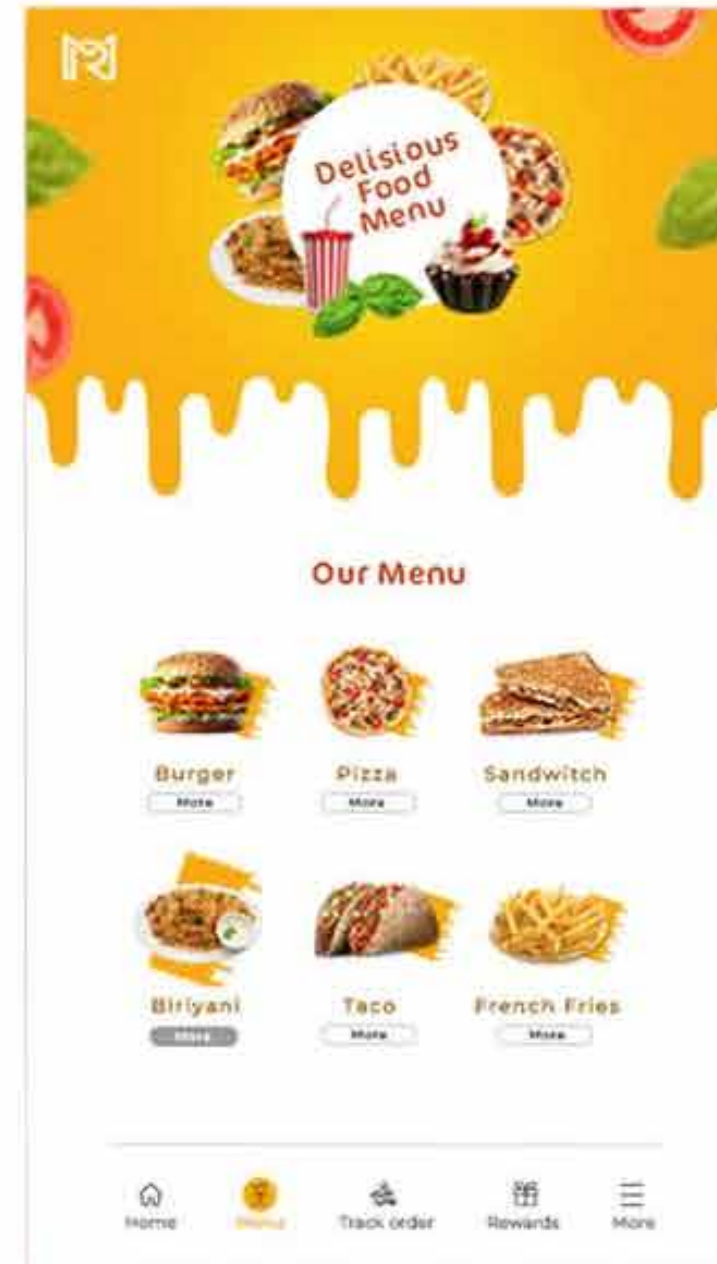 Delisious
Food
Menu
Our Menu
Burger
Pizza
Sandwitch
More
More
More
Biriyani
Taco
French Fries
More
More
More
Home
Menu
Track order
Rewards
More